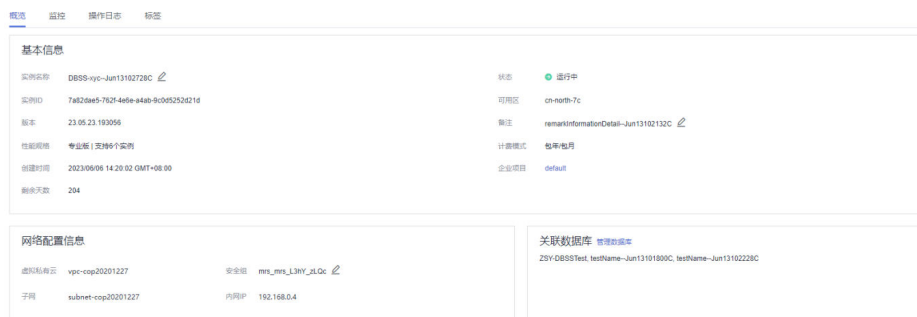 概览 监控 操作日志 标签
基本信息
实例名称 DBSS-xyc--Jun13102728C
状态 运行中
实例ID 7a82dae5-762f-4e6e-a4ab-9c0d5252d21d
可用区 cn-north-7c
版本 23.05.23.193056
备注 remarkInformationDetail--Jun13102132C
性能规格 专业版 | 支持6个实例
计费模式 包年/包月
创建时间 2023/06/06 14:20:02 GMT+08:00
企业项目 default
剩余天数 204
网络配置信息
虚拟私有云 vpc-cop20201227
安全组 mrs_mrs_L3hY_zLQc
子网 subnet-cop20201227
内网IP 192.168.0.4
关联数据库 管理数据库
ZSY-DBSSTest, testName--Jun13101800C, testName--Jun13102228C